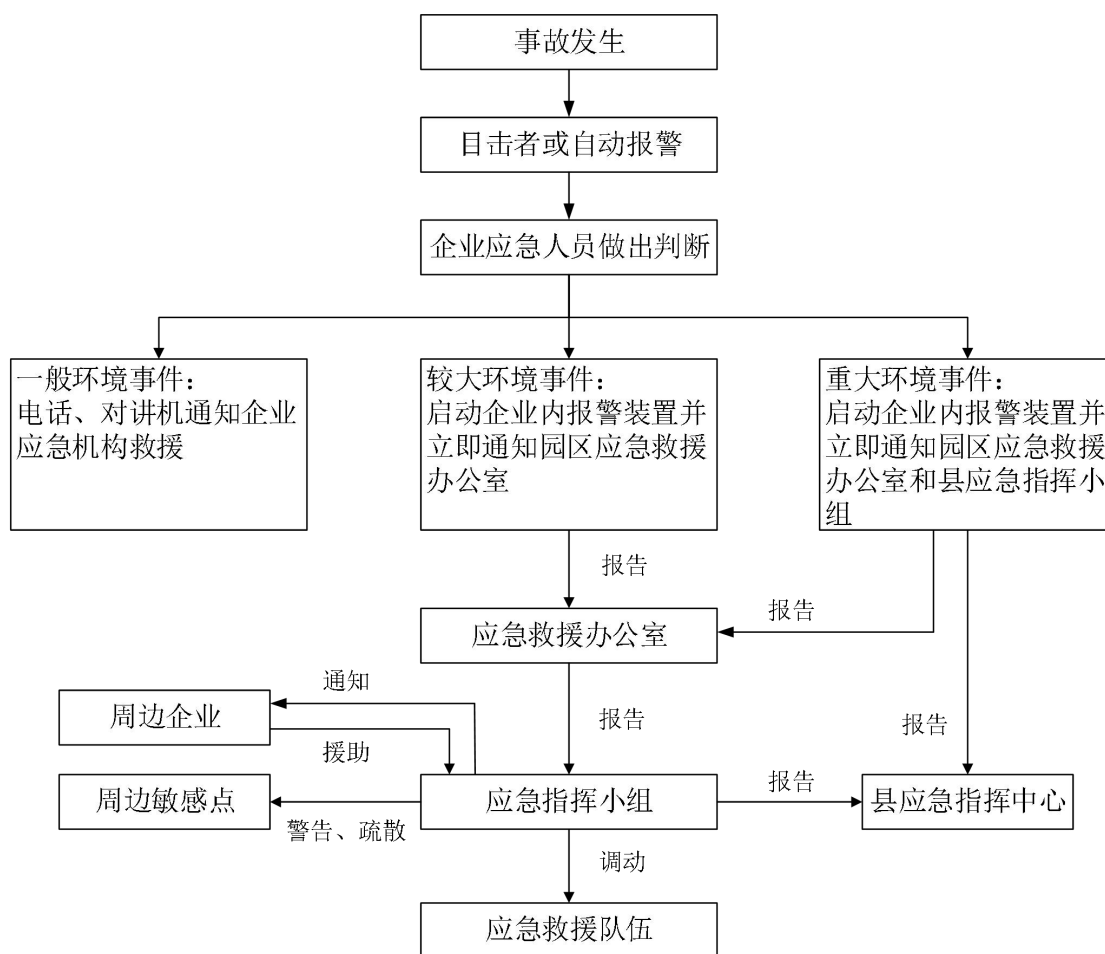 事故发生
目击者或自动报警
企业应急人员做出判断
一般环境事件：
电话、对讲机通知企业
应急机构救援
较大环境事件：
启动企业内报警装置并
立即通知园区应急救援
办公室
重大环境事件：
启动企业内报警装置并
立即通知园区应急救援
办公室和县应急指挥小
组
报告
报告
应急救援办公室
通知
周边企业
报告
报告
援助
周边敏感点
应急指挥小组
报告
县应急指挥中心
警告、疏散
调动
应急救援队伍